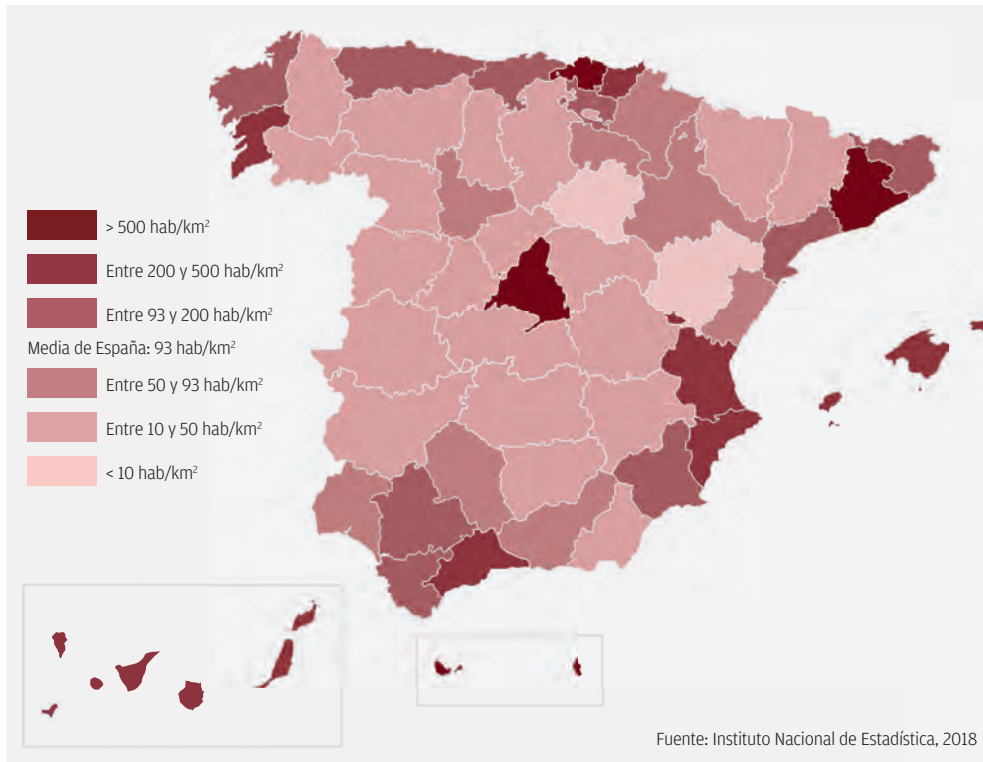 > 500 hab/km²
Entre 200 y 500 hab/km²
Entre 93 y 200 hab/km²
Media de España: 93 hab/km²
Entre 50 y 93 hab/km²
Entre 10 y 50 hab/km²
< 10 hab/km²
Fuente: Instituto Nacional de Estadística, 2018